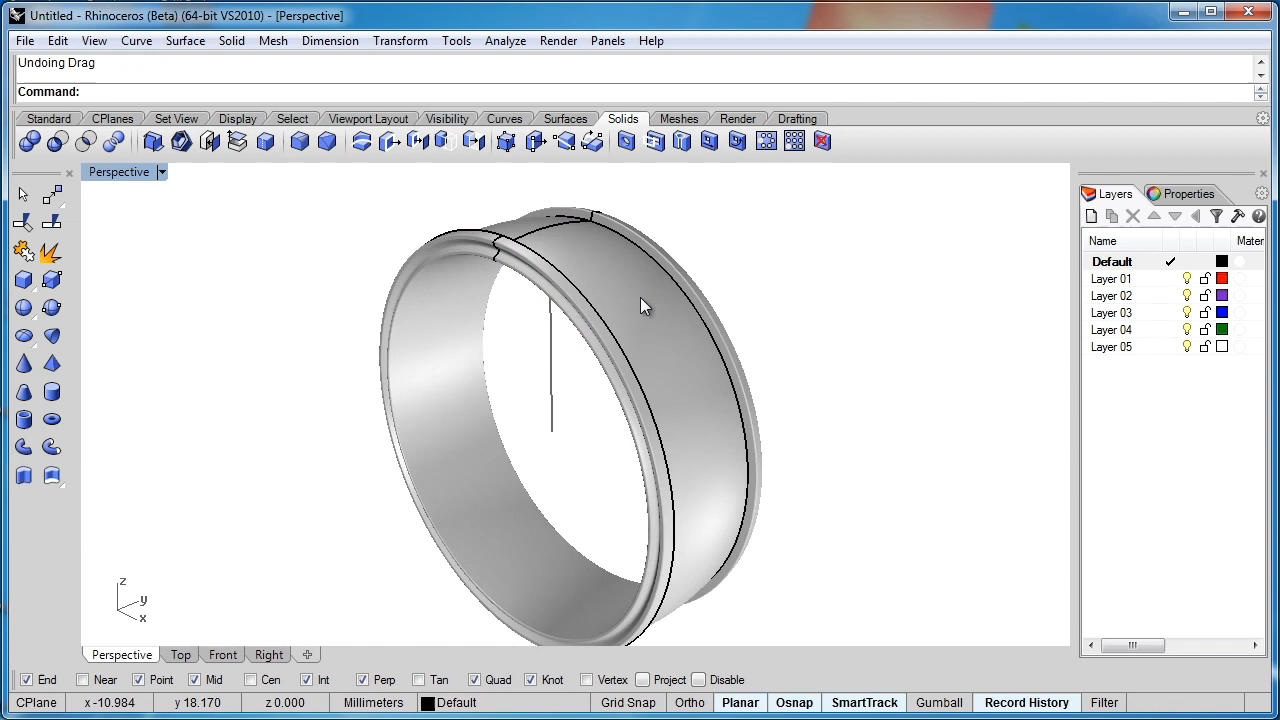 Untitled - Rhinoceros (Beta) (64-bit VS2010) - [Perspective]
File Edit View Curve Surface Solid Mesh Dimension Transform Tools Analyze Render Panels Help
Undoing Drag
Command:
Standard CPlanes Set View Display Select Viewport Layout Visibility Curves Surfaces Solids Meshes Render Drafting
Perspective
Layers Properties
Name Mater
Default
Layer 01
Layer 02
Layer 03
Layer 04
Layer 05
z
y
x
Perspective Top Front Right
End Near Point Mid Cen Int Perp Tan Quad Knot Vertex Project Disable
CPlane x -10.984 y 18.170 z 0.000 Millimeters Default Grid Snap Ortho Planar Osnap SmartTrack Gumball Record History Filter